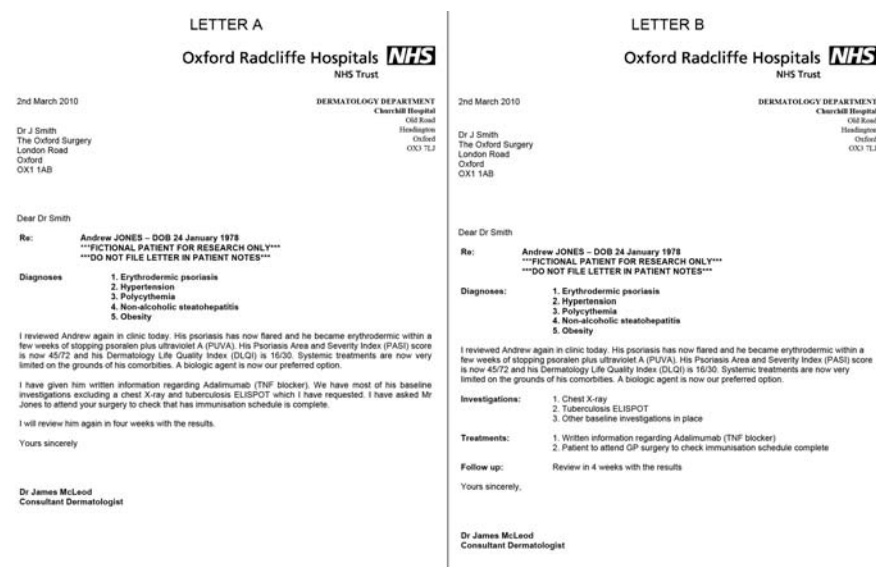 LETTER A
Oxford Radcliffe Hospitals NHS
NHS Trust
2nd March 2010
DERMATOLOGY DEPARTMENT
Churchill Hospital
Old Road
Headington
Oxford
OX3 7LJ
Dr J Smith
The Oxford Surgery
London Road
Oxford
OX1 1AB
Dear Dr Smith
Re: Andrew JONES – DOB 24 January 1978
***FICTIONAL PATIENT FOR RESEARCH ONLY***
***DO NOT FILE LETTER IN PATIENT NOTES***
Diagnoses 1. Erythrodermic psoriasis
2. Hypertension
3. Polycythemia
4. Non-alcoholic steatohepatitis
5. Obesity
I reviewed Andrew again in clinic today. His psoriasis has now flared and he became erythrodermic within a
few weeks of stopping psoralen plus ultraviolet A (PUVA). His Psoriasis Area and Severity Index (PASI) score
is now 45/72 and his Dermatology Life Quality Index (DLQI) is 16/30. Systemic treatments are now very
limited on the grounds of his comorbities. A biologic agent is now our preferred option.
I have given him written information regarding Adalimumab (TNF blocker). We have most of his baseline
investigations excluding a chest X-ray and tuberculosis ELISPOT which I have requested. I have asked Mr
Jones to attend your surgery to check that has immunisation schedule is complete.
I will review him again in four weeks with the results.
Yours sincerely
Dr James McLeod
Consultant Dermatologist
LETTER B
Oxford Radcliffe Hospitals NHS
NHS Trust
2nd March 2010
DERMATOLOGY DEPARTMENT
Churchill Hospital
Old Road
Headington
Oxford
OX3 7LJ
Dr J Smith
The Oxford Surgery
London Road
Oxford
OX1 1AB
Dear Dr Smith
Re: Andrew JONES – DOB 24 January 1978
***FICTIONAL PATIENT FOR RESEARCH ONLY***
***DO NOT FILE LETTER IN PATIENT NOTES***
Diagnoses: 1. Erythrodermic psoriasis
2. Hypertension
3. Polycythemia
4. Non-alcoholic steatohepatitis
5. Obesity
I reviewed Andrew again in clinic today. His psoriasis has now flared and he became erythrodermic within a
few weeks of stopping psoralen plus ultraviolet A (PUVA). His Psoriasis Area and Severity Index (PASI) score
is now 45/72 and his Dermatology Life Quality Index (DLQI) is 16/30. Systemic treatments are now very
limited on the grounds of his comorbities. A biologic agent is now our preferred option.
Investigations: 1. Chest X-ray
2. Tuberculosis ELISPOT
3. Other baseline investigations in place
Treatments: 1. Written information regarding Adalimumab (TNF blocker)
2. Patient to attend GP surgery to check immunisation schedule complete
Follow up: Review in 4 weeks with the results
Yours sincerely,
Dr James McLeod
Consultant Dermatologist